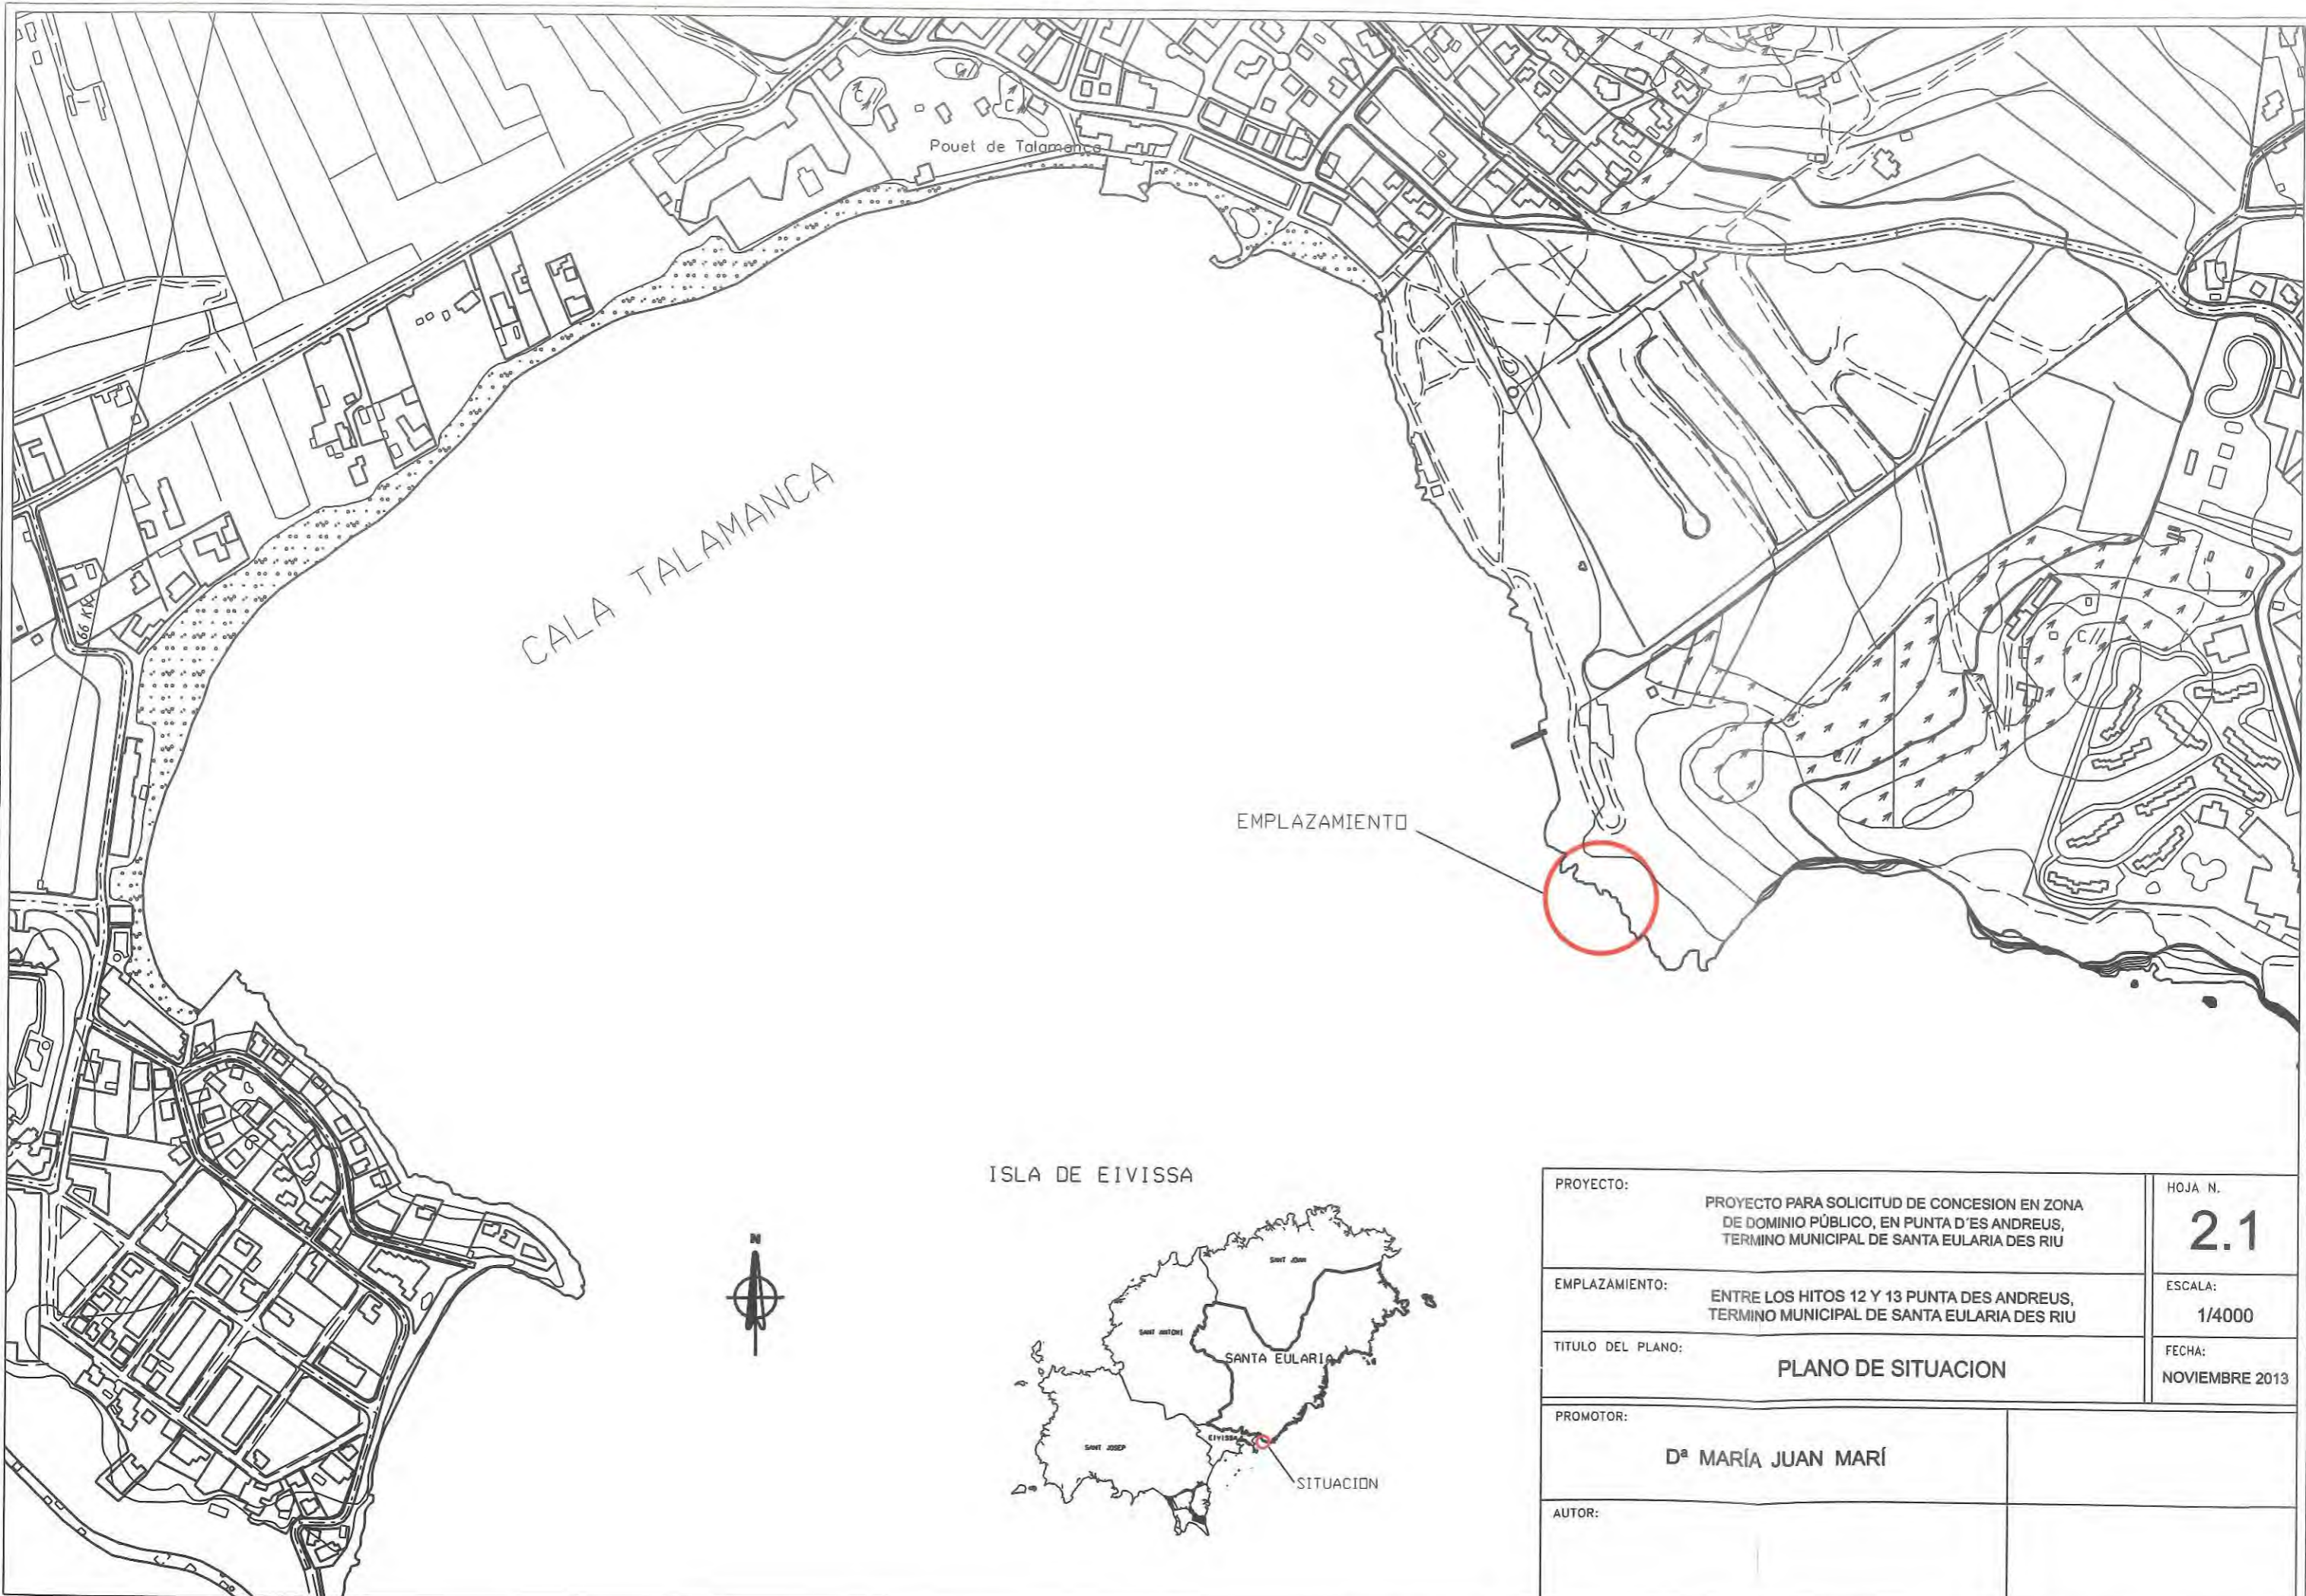 Pouet de Talamanca
C
C
C
66 KV
CALA TALAMANCA
EMPLAZAMIENTO
C
C
ISLA DE EIVISSA
N
SANT JOAN
SANT ANTONI
SANTA EULARIA
EIVISSA
SANT JOSEP
SITUACION
PROYECTO:
PROYECTO PARA SOLICITUD DE CONCESION EN ZONA
DE DOMINIO PÚBLICO, EN PUNTA D´ES ANDREUS,
TERMINO MUNICIPAL DE SANTA EULARIA DES RIU
HOJA N.
2.1
EMPLAZAMIENTO:
ENTRE LOS HITOS 12 Y 13 PUNTA DES ANDREUS,
TERMINO MUNICIPAL DE SANTA EULARIA DES RIU
ESCALA:
1/4000
TITULO DEL PLANO:
PLANO DE SITUACION
FECHA:
NOVIEMBRE 2013
PROMOTOR:
Dª MARÍA JUAN MARÍ
AUTOR: